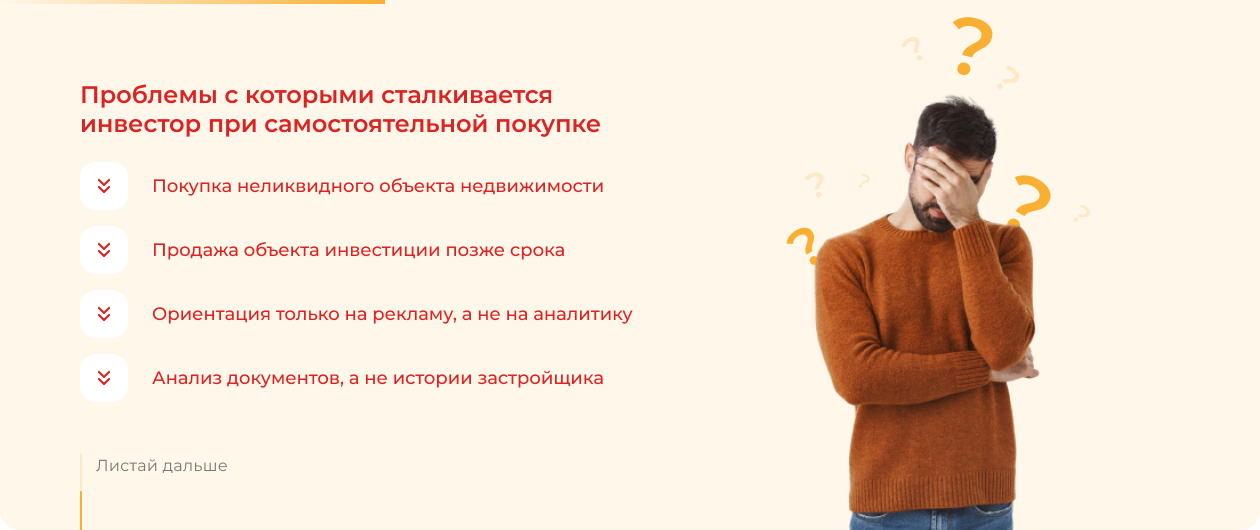 Проблемы с которыми сталкивается
инвестор при самостоятельной покупке
Покупка неликвидного объекта недвижимости
Продажа объекта инвестиции позже срока
Ориентация только на рекламу, а не на аналитику
Анализ документов, а не истории застройщика
Листай дальше
? 
?
?
?
?
?
?
?